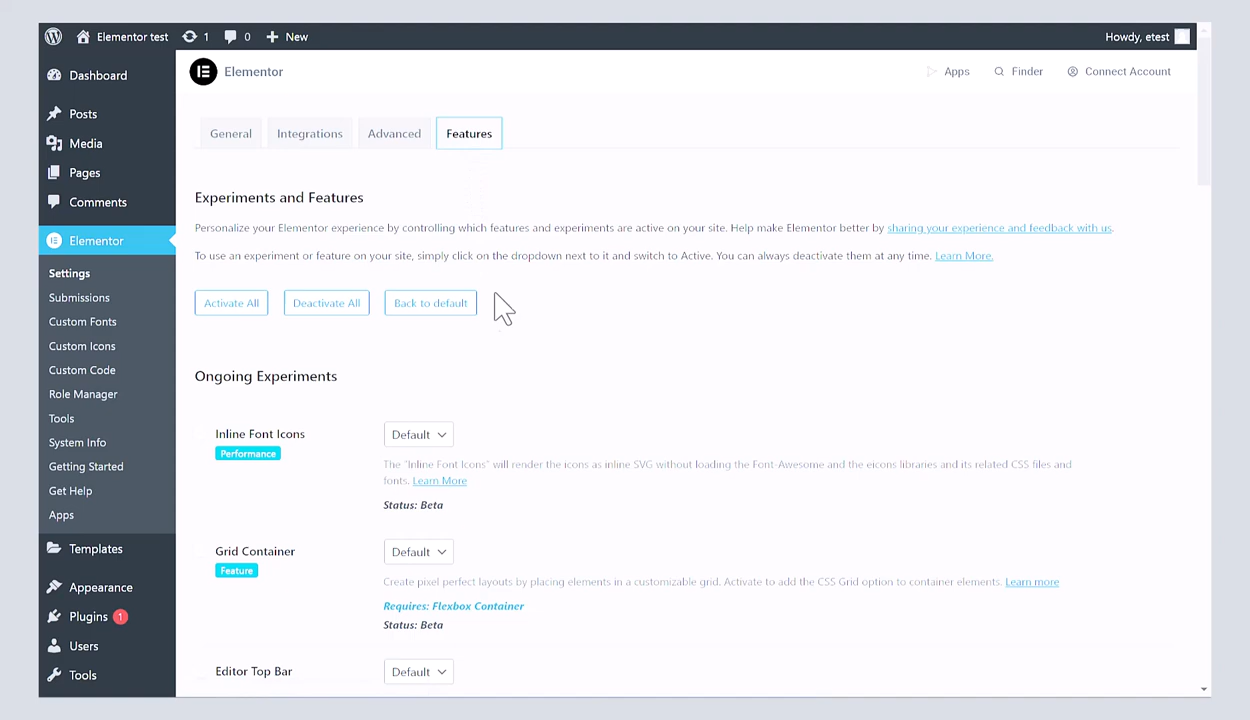 Elementor test 1 0 New Howdy, etest
Dashboard
Posts
Media
Pages
Comments
Elementor
Settings
Submissions
Custom Fonts
Custom Icons
Custom Code
Role Manager
Tools
System Info
Getting Started
Get Help
Apps
Templates
Appearance
Plugins 1
Users
Tools
Elementor Apps Finder Connect Account
General Integrations Advanced Features
Experiments and Features
Personalize your Elementor experience by controlling which features and experiments are active on your site. Help make Elementor better by sharing your experience and feedback with us.
To use an experiment or feature on your site, simply click on the dropdown next to it and switch to Active. You can always deactivate them at any time. Learn More.
Activate All Deactivate All Back to default
Ongoing Experiments
Inline Font Icons Default
Performance
The "Inline Font Icons" will render the icons as inline SVG without loading the Font-Awesome and the eicons libraries and its related CSS files and
fonts. Learn More
Status: Beta
Grid Container Default
Feature
Create pixel perfect layouts by placing elements in a customizable grid. Activate to add the CSS Grid option to container elements. Learn more
Requires: Flexbox Container
Status: Beta
Editor Top Bar Default